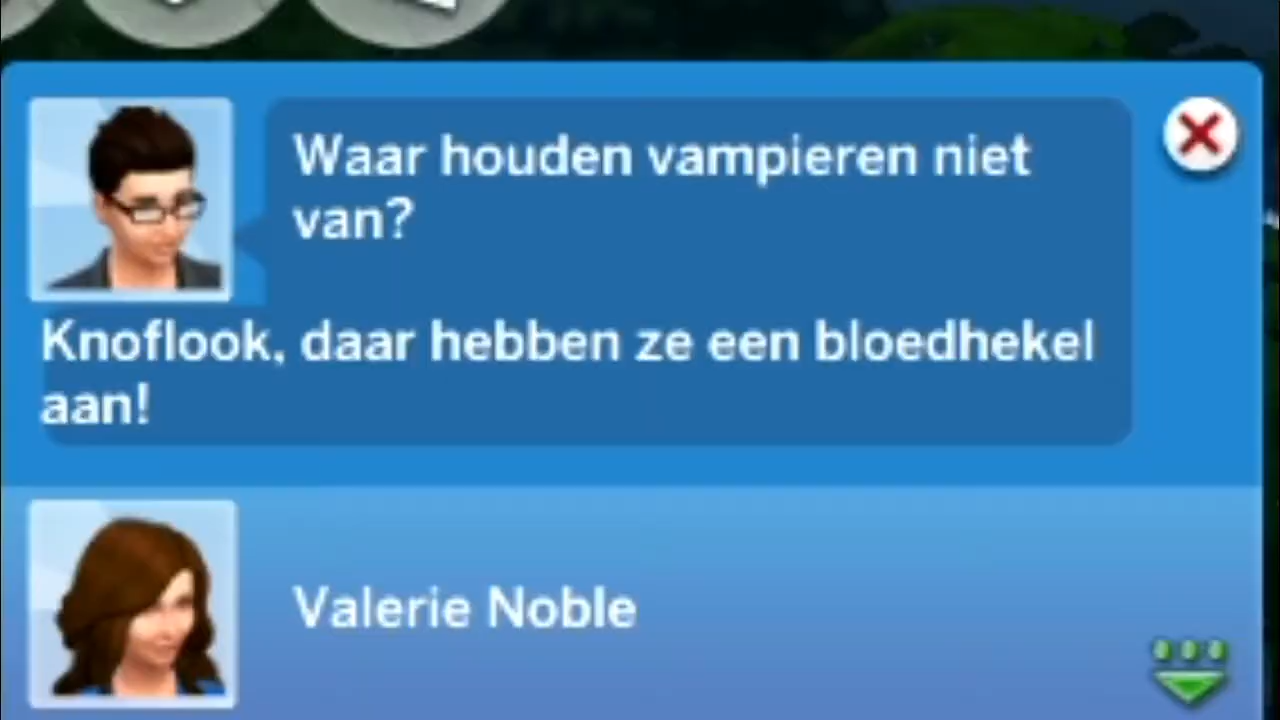 Waar houden vampieren niet
van?
Knoflook, daar hebben ze een bloedhekel
aan!
Valerie Noble